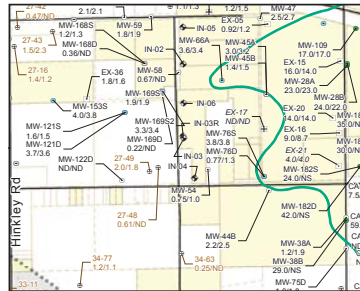 27-42
0.47/ND
2.1/2.1
MW-59
1.8/1.9
1.1/1.3
MW-47
2.5/2.7
MW-168S
1.2/1.3
MW-168D
0.36/ND
27-43
1.5/2.3
27-16
1.4/1.2
EX-36
1.8/1.6
IN-05
IN-02
MW-58
0.67/ND
MW-66A
3.6/3.4
EX-05
0.92/1.2
MW-45A
3.0/3.2
MW-45B
1.4/1.5
MW-109
17.0/17.0
EX-15
16.0/14.0
MW-28A
23.0/23.0
MW-28B
24.0/22.0
MW-153S
4.0/3.8
MW-169S
1.9/1.9
IN-06
IN-03R
EX-17
ND/ND
EX-20
14.0/14.0
EX-16
9.0/8.7
MW-121S
1.6/1.5
MW-121D
3.7/3.6
MW-169S2
3.3/3.4
MW-169D
0.22/ND
MW-76S
3.8/3.8
MW-76D
0.77/1.3
EX-21
4.0/4.0
MW-182S
24.0/NS
MW-122D
ND/ND
27-49
2.0/1.8
IN-03
IN-04
MW-54
0.75/1.0
MW-182D
42.0/NS
27-48
0.61/ND
Hinkley Rd
MW-44B
2.2/2.5
MW-38A
1.2/59.
MW-38B
29.0/NS
MW-75D
34-77
1.2/1.1
34-63
0.25/ND
33-11